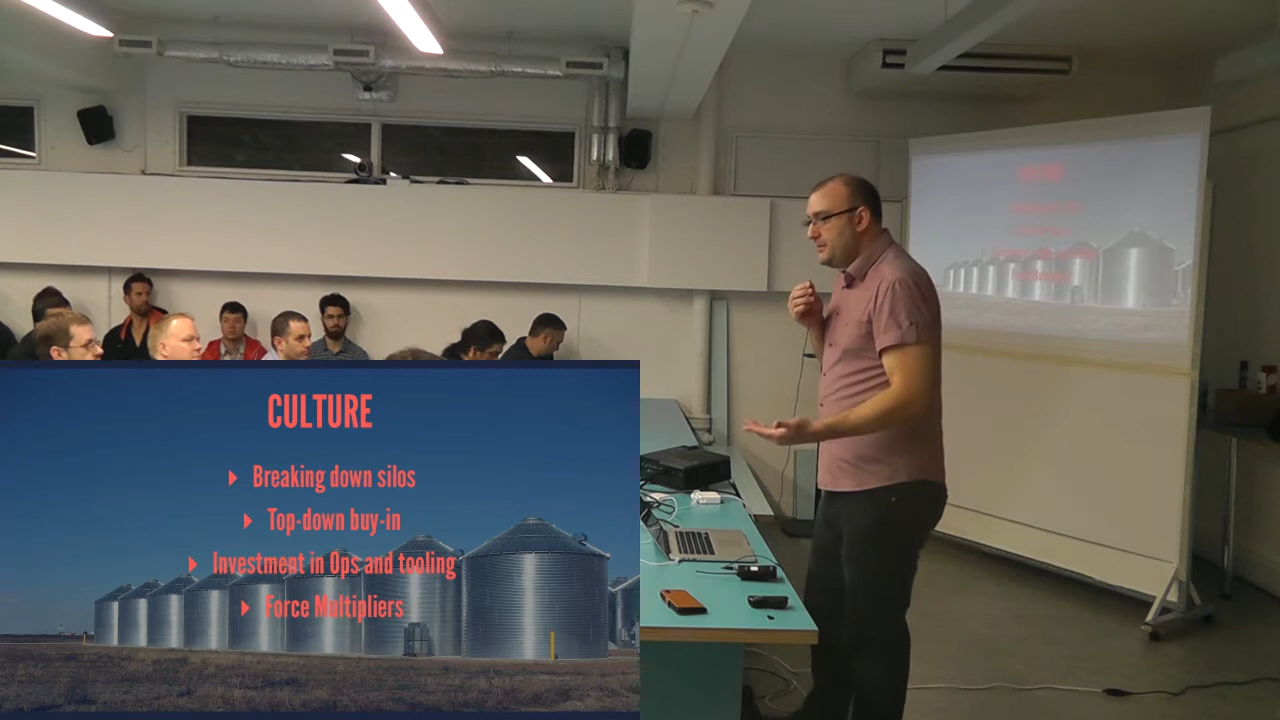 CULTURE
Breaking down silos
Top-down buy-in
Investment in Ops and tooling
Force Multipliers